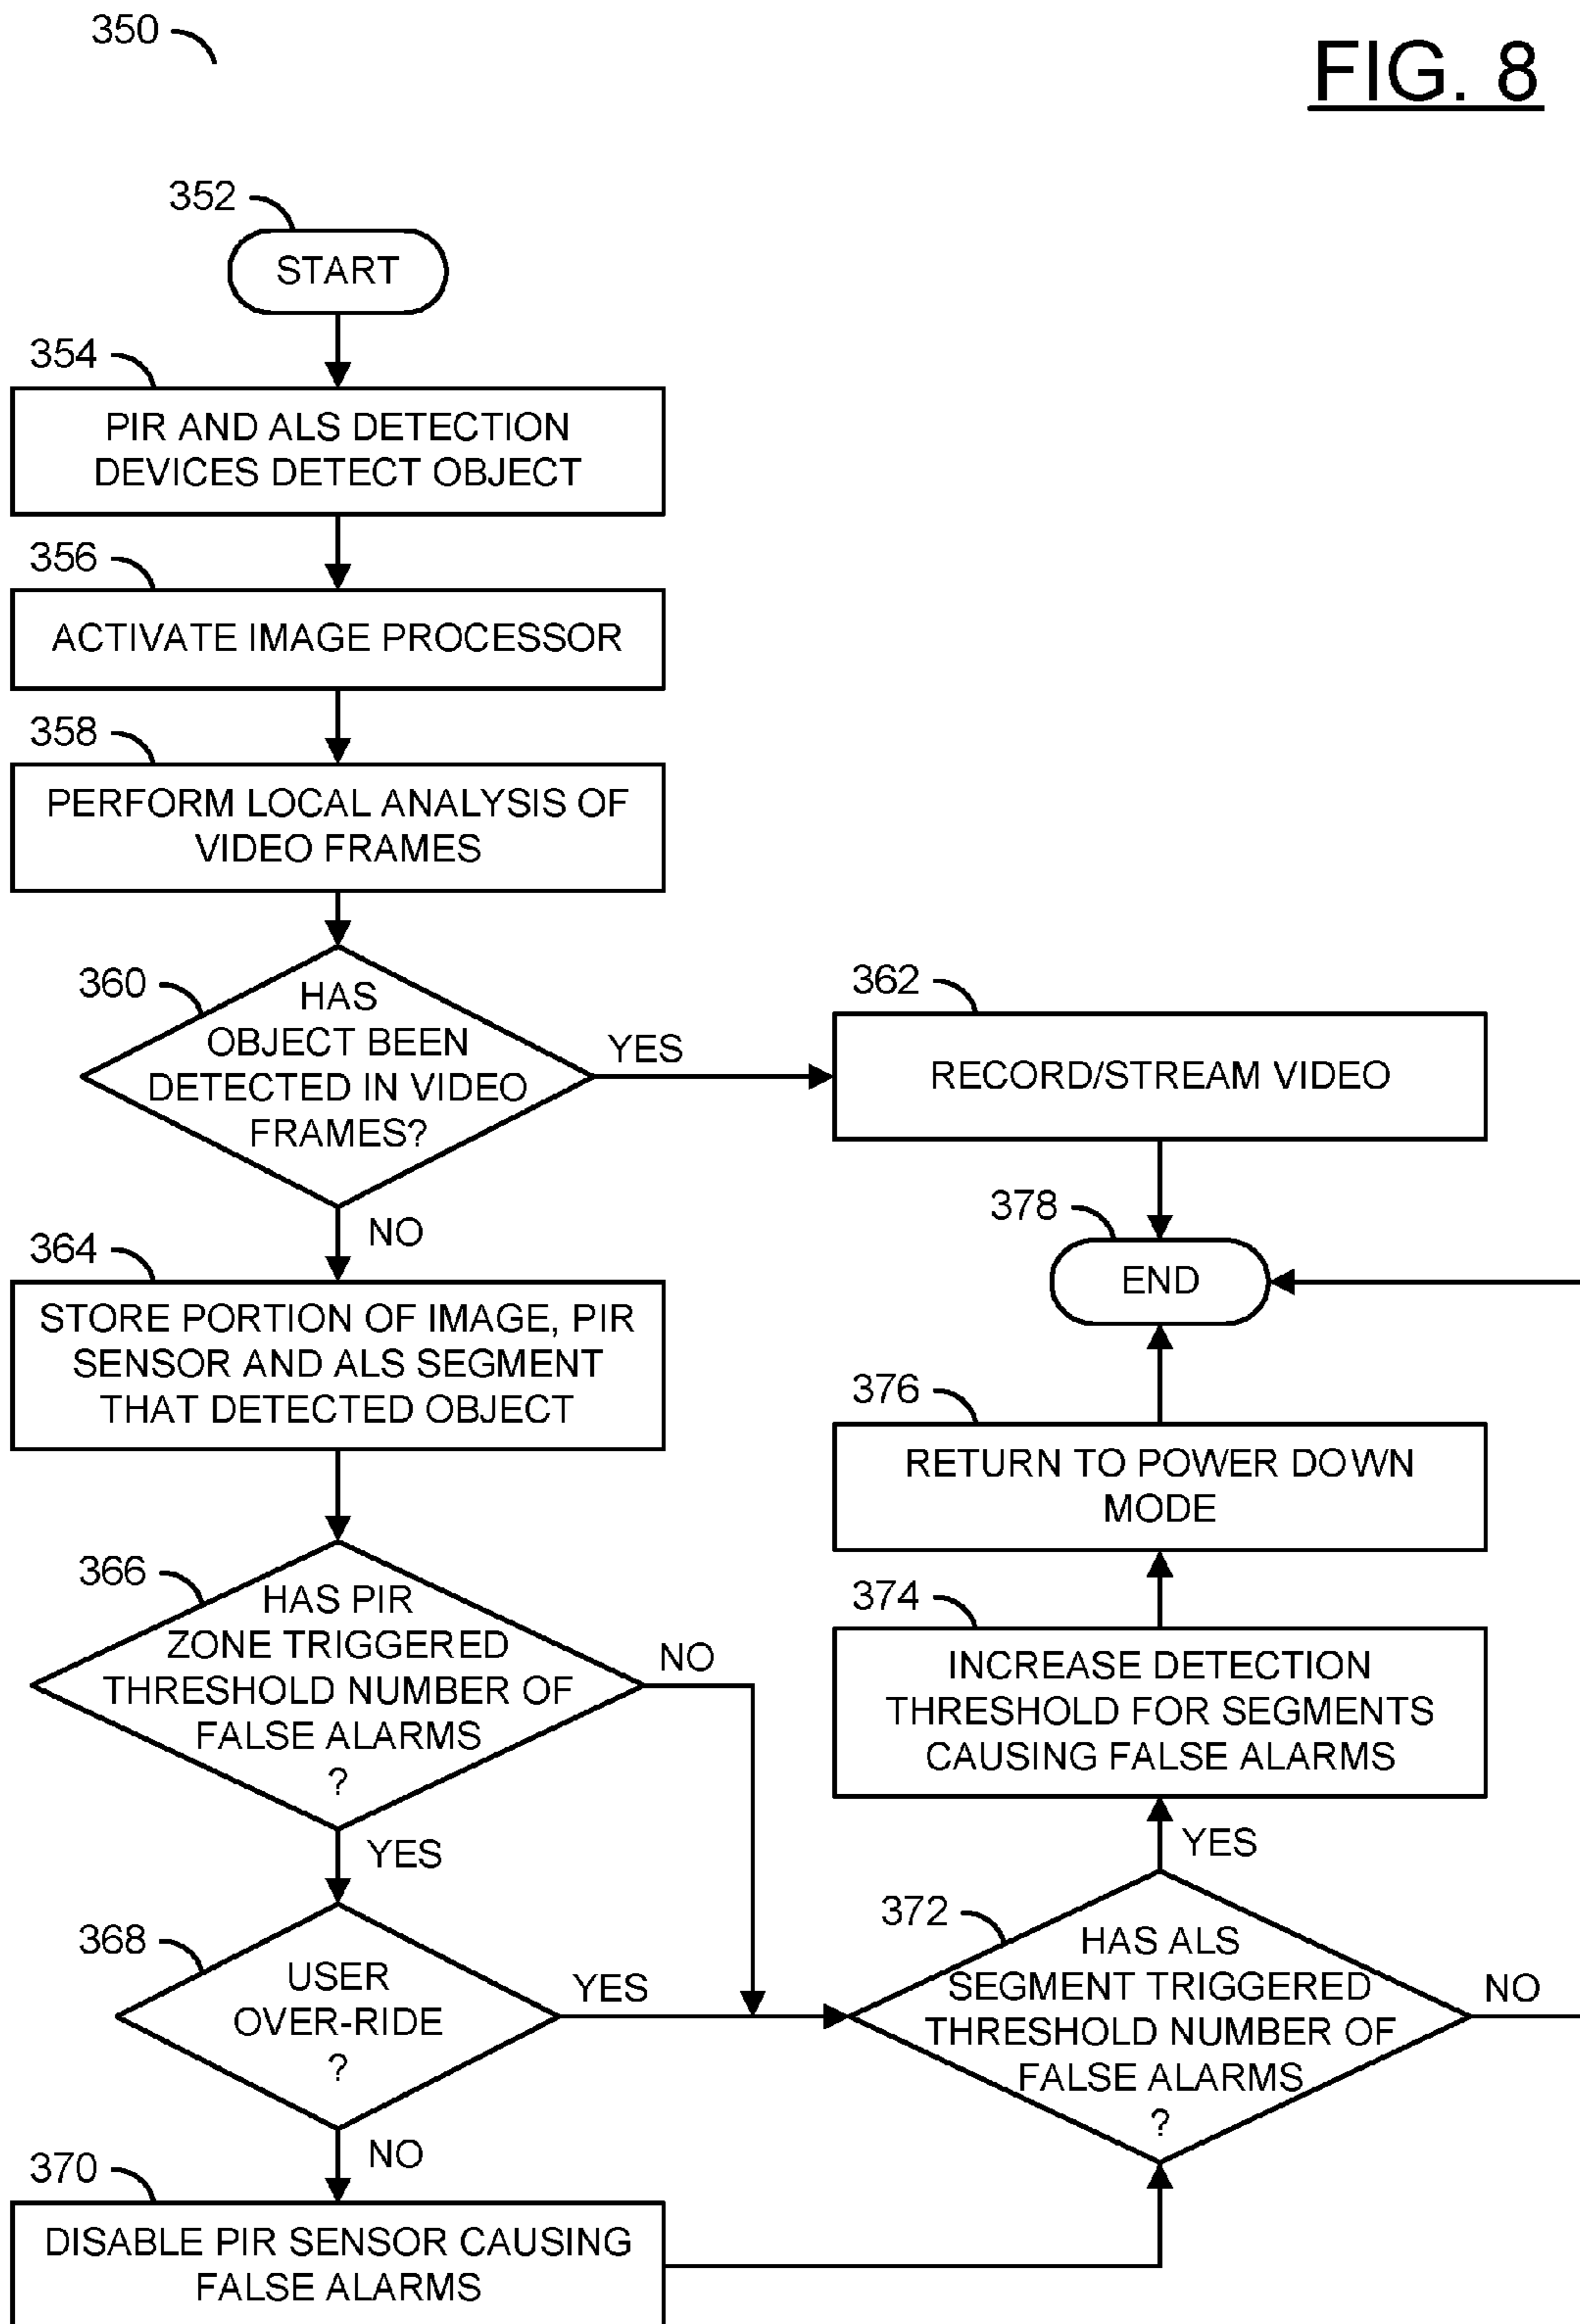 350
FIG. 8
352
START
354
PIR AND ALS DETECTION
DEVICES DETECT OBJECT
356
ACTIVATE IMAGE PROCESSOR
358
PERFORM LOCAL ANALYSIS OF
VIDEO FRAMES
360
HAS
OBJECT BEEN
DETECTED IN VIDEO
FRAMES?
YES
NO
362
RECORD/STREAM VIDEO
378
END
364
STORE PORTION OF IMAGE, PIR
SENSOR AND ALS SEGMENT
THAT DETECTED OBJECT
376
RETURN TO POWER DOWN
MODE
366
HAS PIR
ZONE TRIGGERED
THRESHOLD NUMBER OF
FALSE ALARMS
?
NO
YES
374
INCREASE DETECTION
THRESHOLD FOR SEGMENTS
CAUSING FALSE ALARMS
YES
368
USER
OVER-RIDE
?
YES
NO
372
HAS ALS
SEGMENT TRIGGERED
THRESHOLD NUMBER OF
FALSE ALARMS
?
NO
370
DISABLE PIR SENSOR CAUSING
FALSE ALARMS